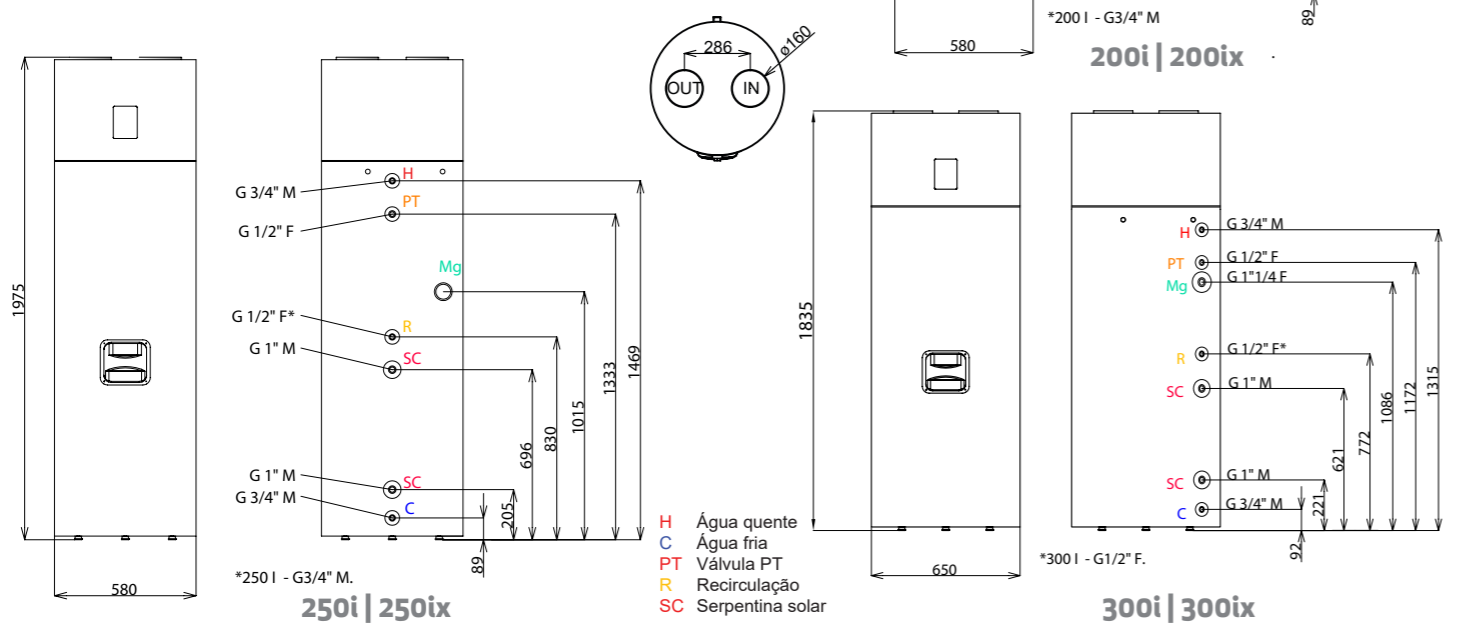 *200 l - G3/4" M
89
580
200i | 200ix
286
ø160
OUT
IN
1975
580
G 3/4" M
H
PT
G 1/2" F
Mg
G 1/2" F*
R
G 1" M
SC
G 1" M
SC
G 3/4" M
C
89
205
696
830
1015
1333
1469
*250 l - G3/4" M.
250i | 250ix
H Água quente
C Água fria
PT Válvula PT
R Recirculação
SC Serpentina solar
1835
650
H G 3/4" M
PT G 1/2" F
Mg G 1"1/4 F
R G 1/2" F*
SC G 1" M
SC G 1" M
C G 3/4" M
92
221
621
772
1086
1172
1315
*300 l - G1/2" F.
300i | 300ix